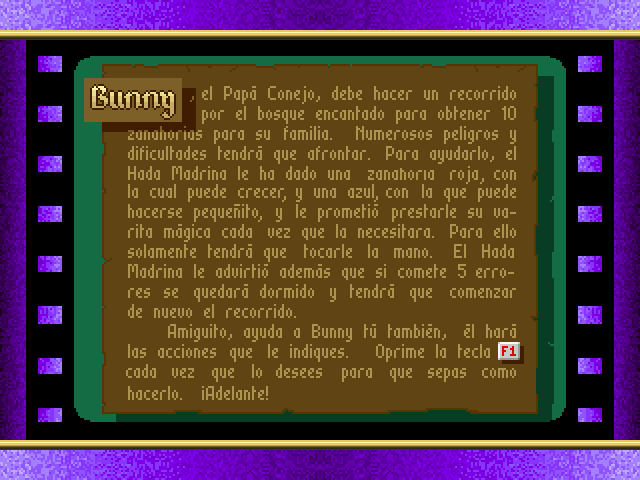 Bunny, el Papá Conejo, debe hacer un recorrido
por el bosque encantado para obtener 10
zanahorias para su familia. Numerosos peligros y
dificultades tendrá que afrontar. Para ayudarlo, el
Hada Madrina le ha dado una zanahoria roja, con
la cual puede crecer, y una azul, con la que puede
hacerse pequeñito, y le prometió prestarle su va-
rita mágica cada vez que la necesitara. Para ello
solamente tendrá que tocarle la mano. El Hada
Madrina le advirtió además que si comete 5 erro-
res se quedará dormido y tendrá que comenzar
de nuevo el recorrido.
Amiguito, ayuda a Bunny tú también, él hará
las acciones que le indiques. Oprime la tecla F1
cada vez que lo desees para que sepas como
hacerlo. ¡Adelante!